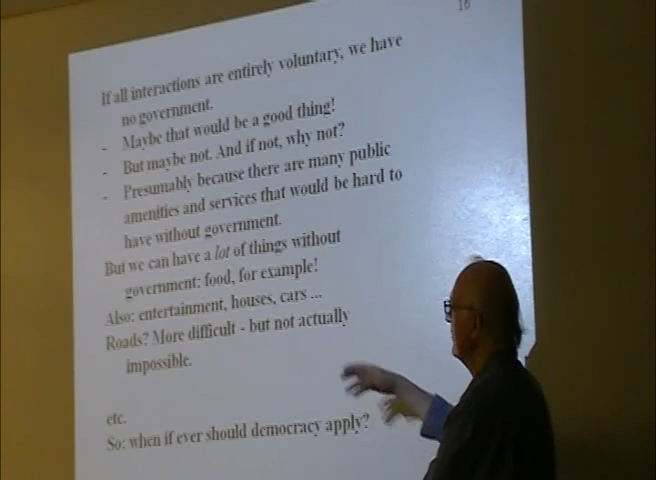 16
If all interactions are entirely voluntary, we have
no government.
- Maybe that would be a good thing!
- But maybe not. And if not, why not?
- Presumably because there are many public
amenities and services that would be hard to
have without government.
But we can have a lot of things without
government: food, for example!
Also: entertainment, houses, cars ...
Roads? More difficult - but not actually
impossible.
etc.
So: when if ever should democracy apply?